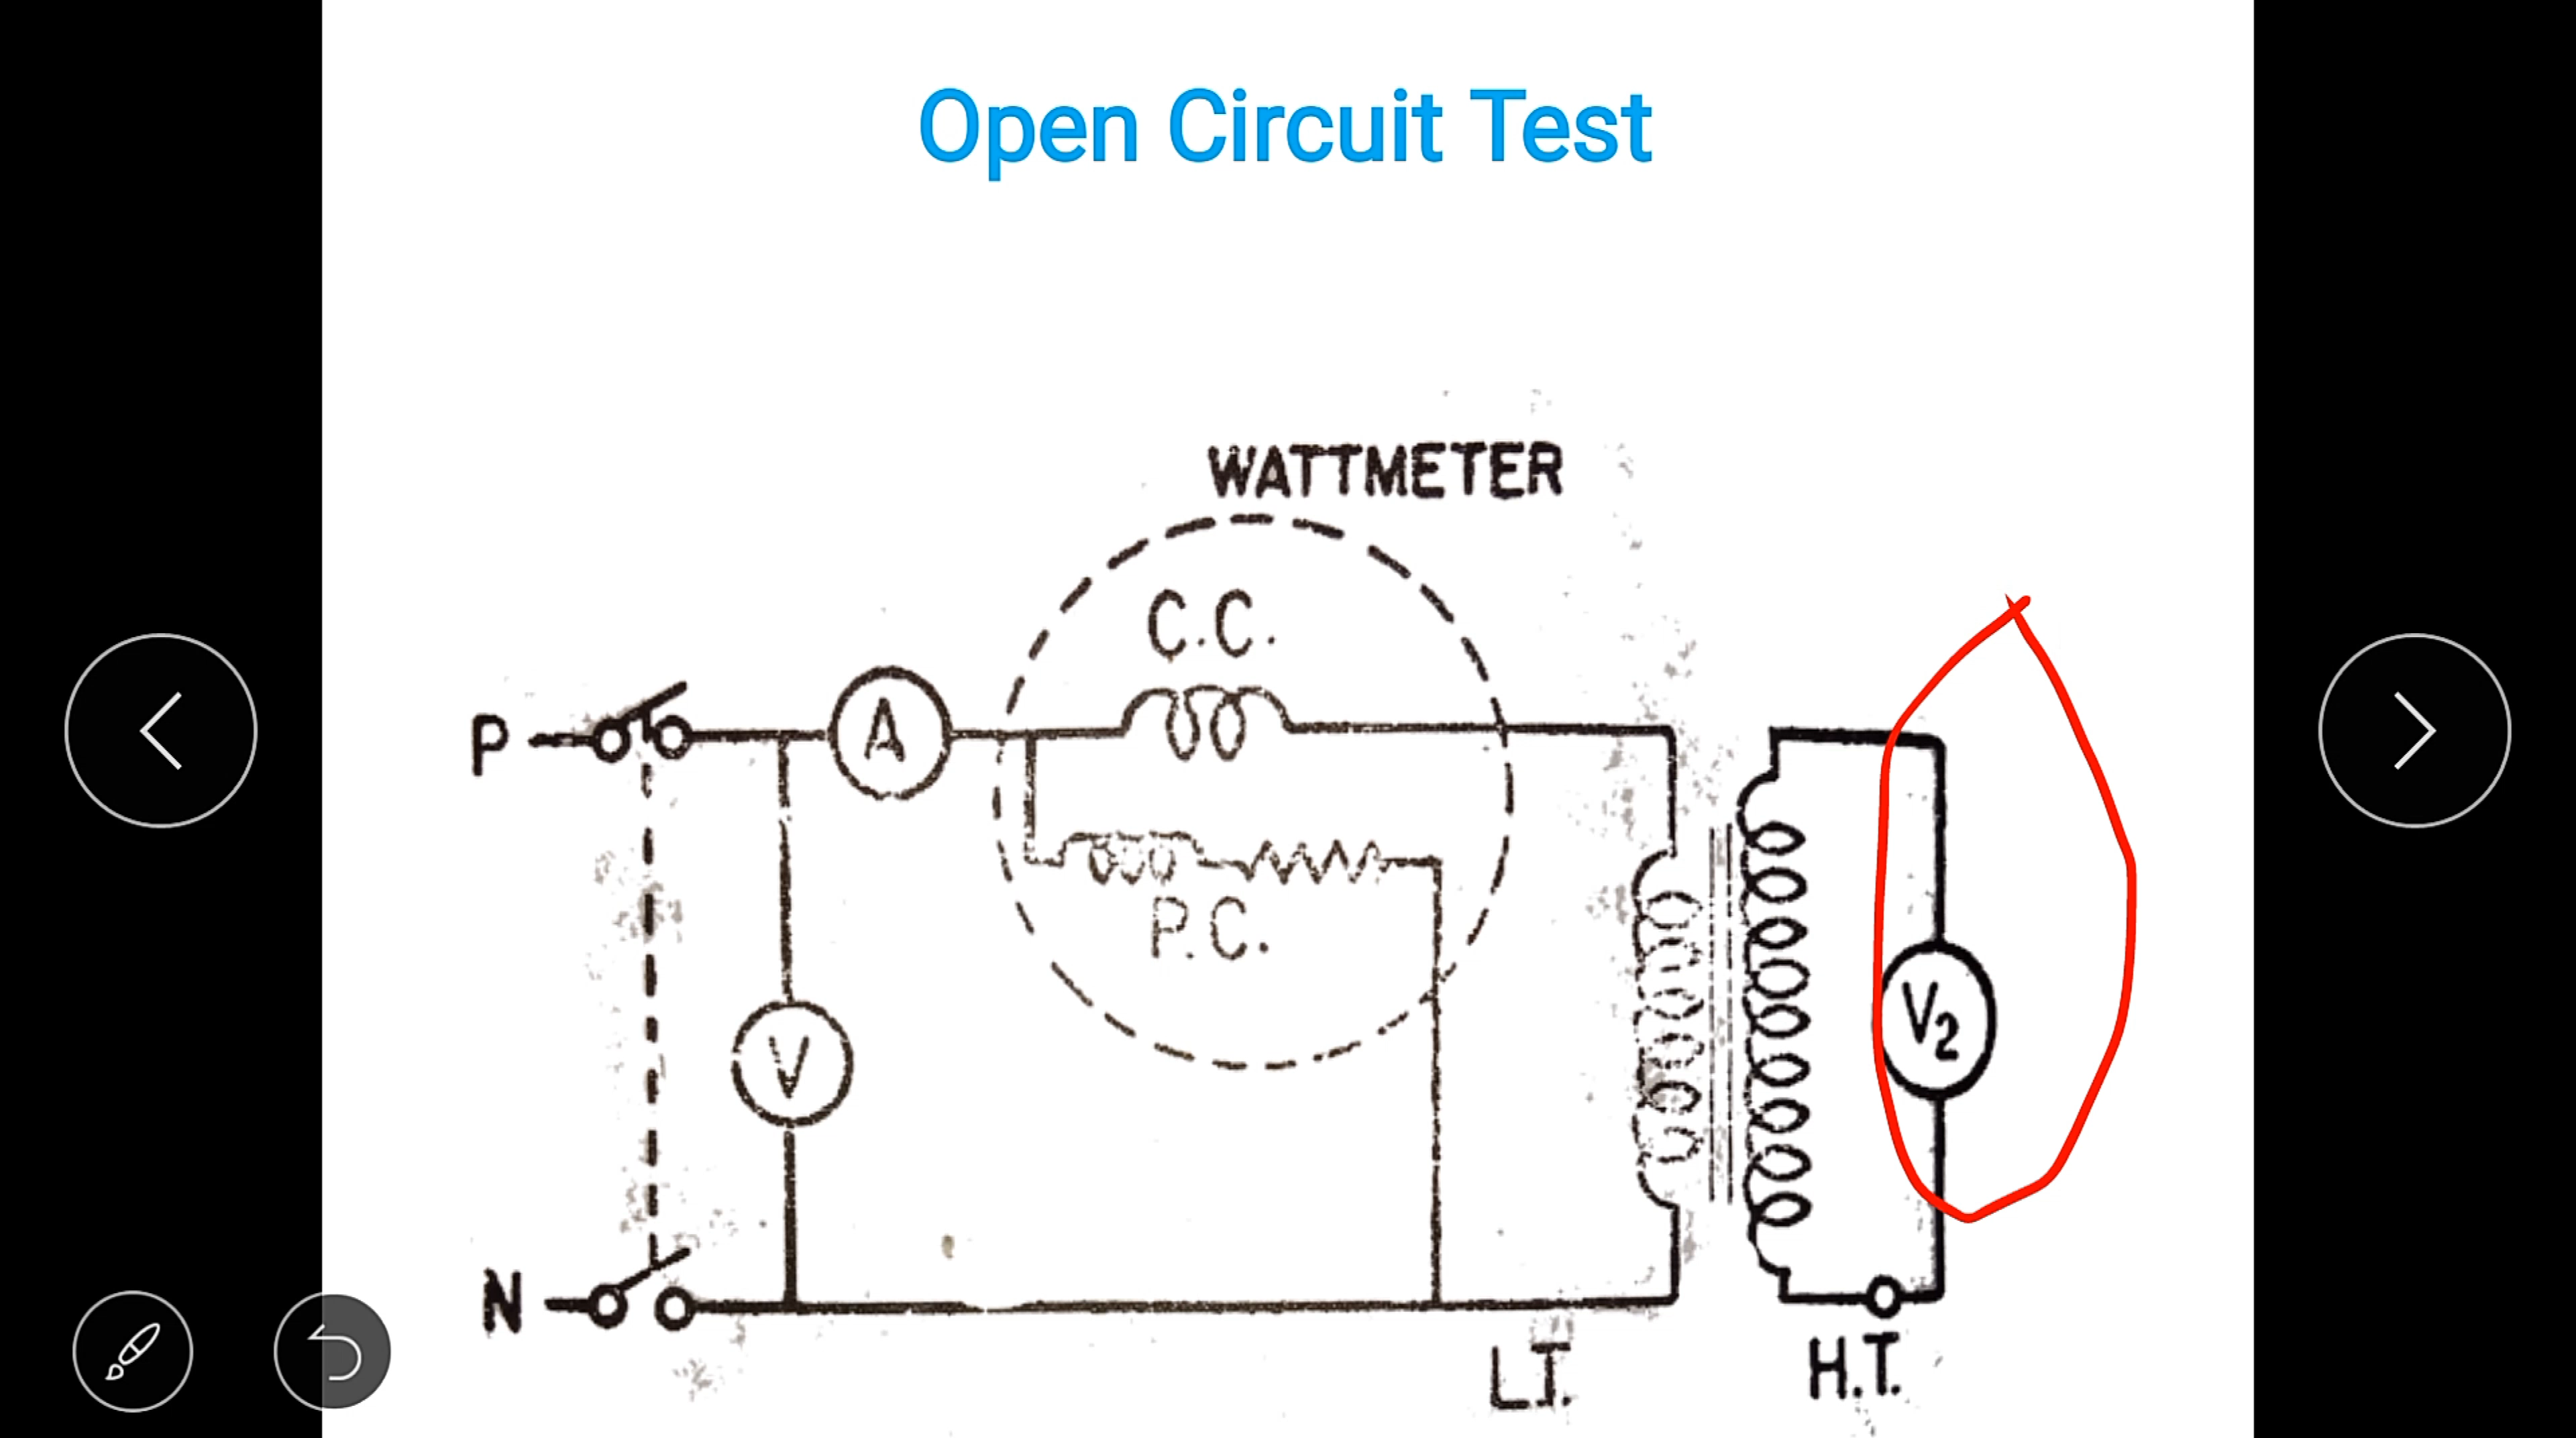 Open Circuit Test
WATTMETER
C.C.
P
A
P.C.
V
V2
N
L.T.
H.T.